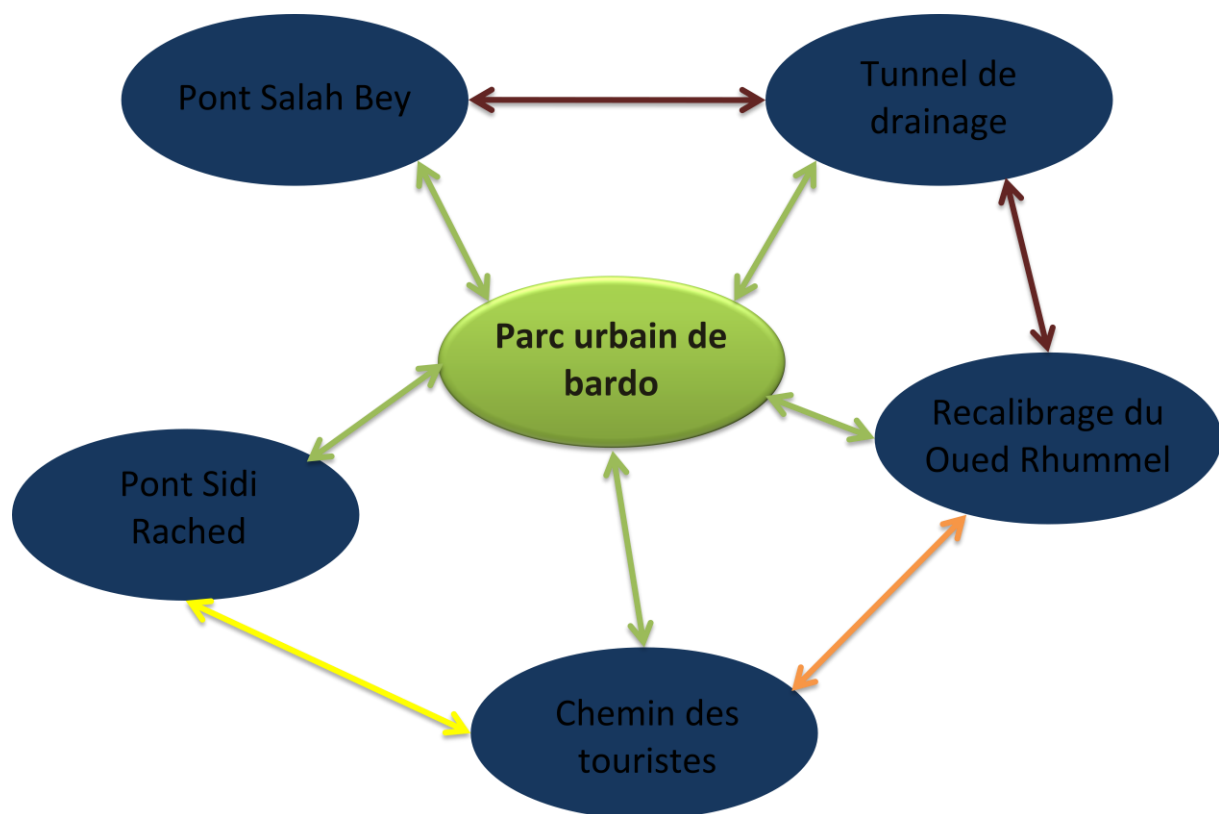 Pont Salah Bey
Tunnel de
drainage
Parc urbain de
bardo
Recalibrage du
Oued Rhummel
Pont Sidi
Rached
Chemin des
touristes